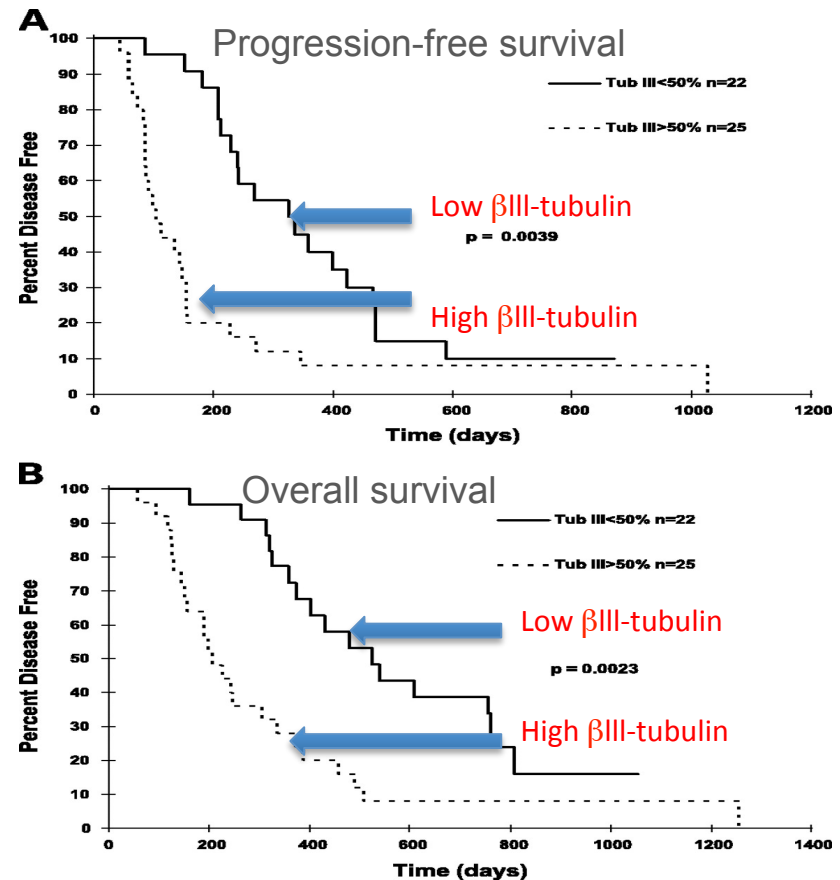 A
Progression-free survival
Percent Disease Free
100
90
80
70
60
50
40
30
20
10
0
Tub III<50% n=22
Tub III>50% n=25
Low βIII-tubulin
p = 0.0039
High βIII-tubulin
0 200 400 600 800 1000 1200
Time (days)
B
Overall survival
Percent Disease Free
100
90
80
70
60
50
40
30
20
10
0
Tub III<50% n=22
Tub III>50% n=25
Low βIII-tubulin
p = 0.0023
High βIII-tubulin
0 200 400 600 800 1000 1200 1400
Time (days)